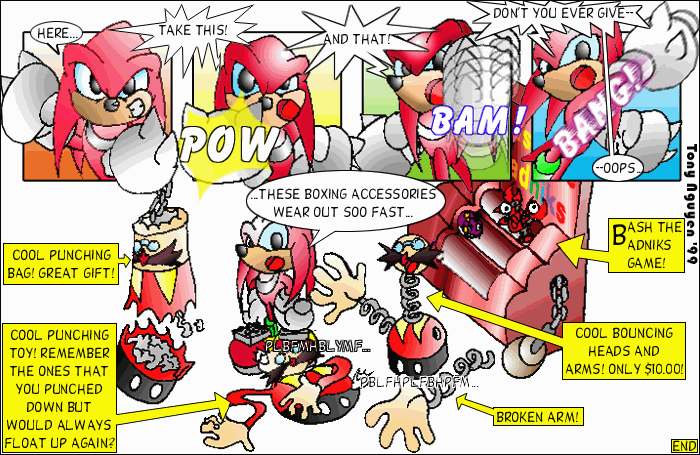 HERE...
TAKE THIS!
AND THAT!
DON'T YOU EVER GIVE--
POW
BAM!
BANG!
--OOPS...
Tony Nguyen '99
...THESE BOXING ACCESSORIES
WEAR OUT SOO FAST...
COOL PUNCHING
BAG! GREAT GIFT!
BASH THE
ADNIKS
GAME!
COOL PUNCHING
TOY! REMEMBER
THE ONES THAT
YOU PUNCHED
DOWN BUT
WOULD ALWAYS
FLOAT UP AGAIN?
PLBFMHBLYMF...
PBLFHPLFBHPFM...
COOL BOUNCING
HEADS AND
ARMS! ONLY $10.00!
BROKEN ARM!
END